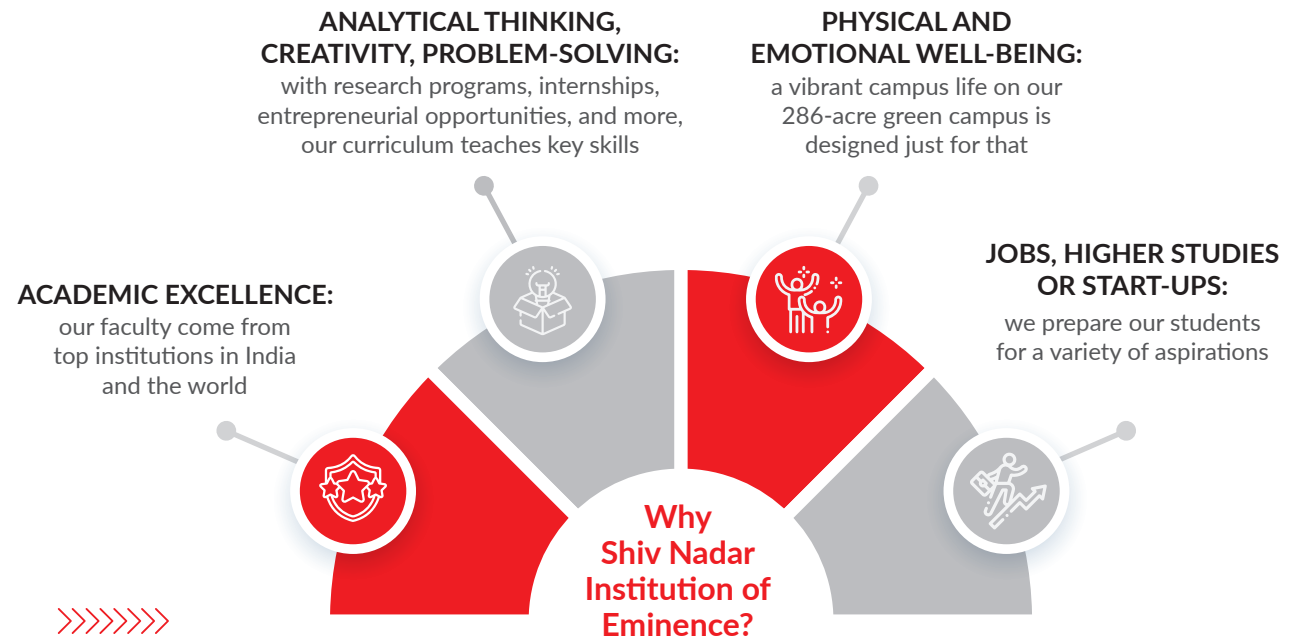 ANALYTICAL THINKING,
CREATIVITY, PROBLEM-SOLVING:
with research programs, internships,
entrepreneurial opportunities, and more,
our curriculum teaches key skills
PHYSICAL AND
EMOTIONAL WELL-BEING:
a vibrant campus life on our
286-acre green campus is
designed just for that
ACADEMIC EXCELLENCE:
our faculty come from
top institutions in India
and the world
JOBS, HIGHER STUDIES
OR START-UPS:
we prepare our students
for a variety of aspirations
Why
Shiv Nadar
Institution of
Eminence?